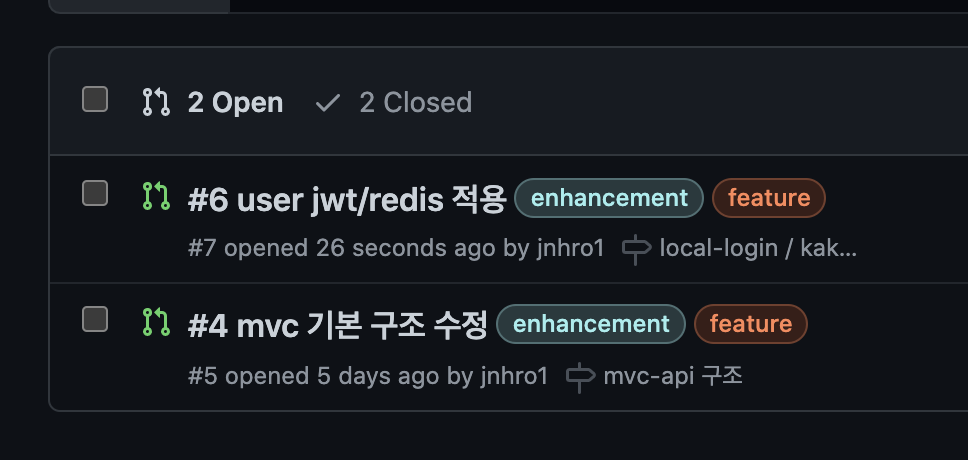 2 Open 2 Closed
#6 user jwt/redis 적용 enhancement feature
#7 opened 26 seconds ago by jnhro1 local-login / kak...
#4 mvc 기본 구조 수정 enhancement feature
#5 opened 5 days ago by jnhro1 mvc-api 구조